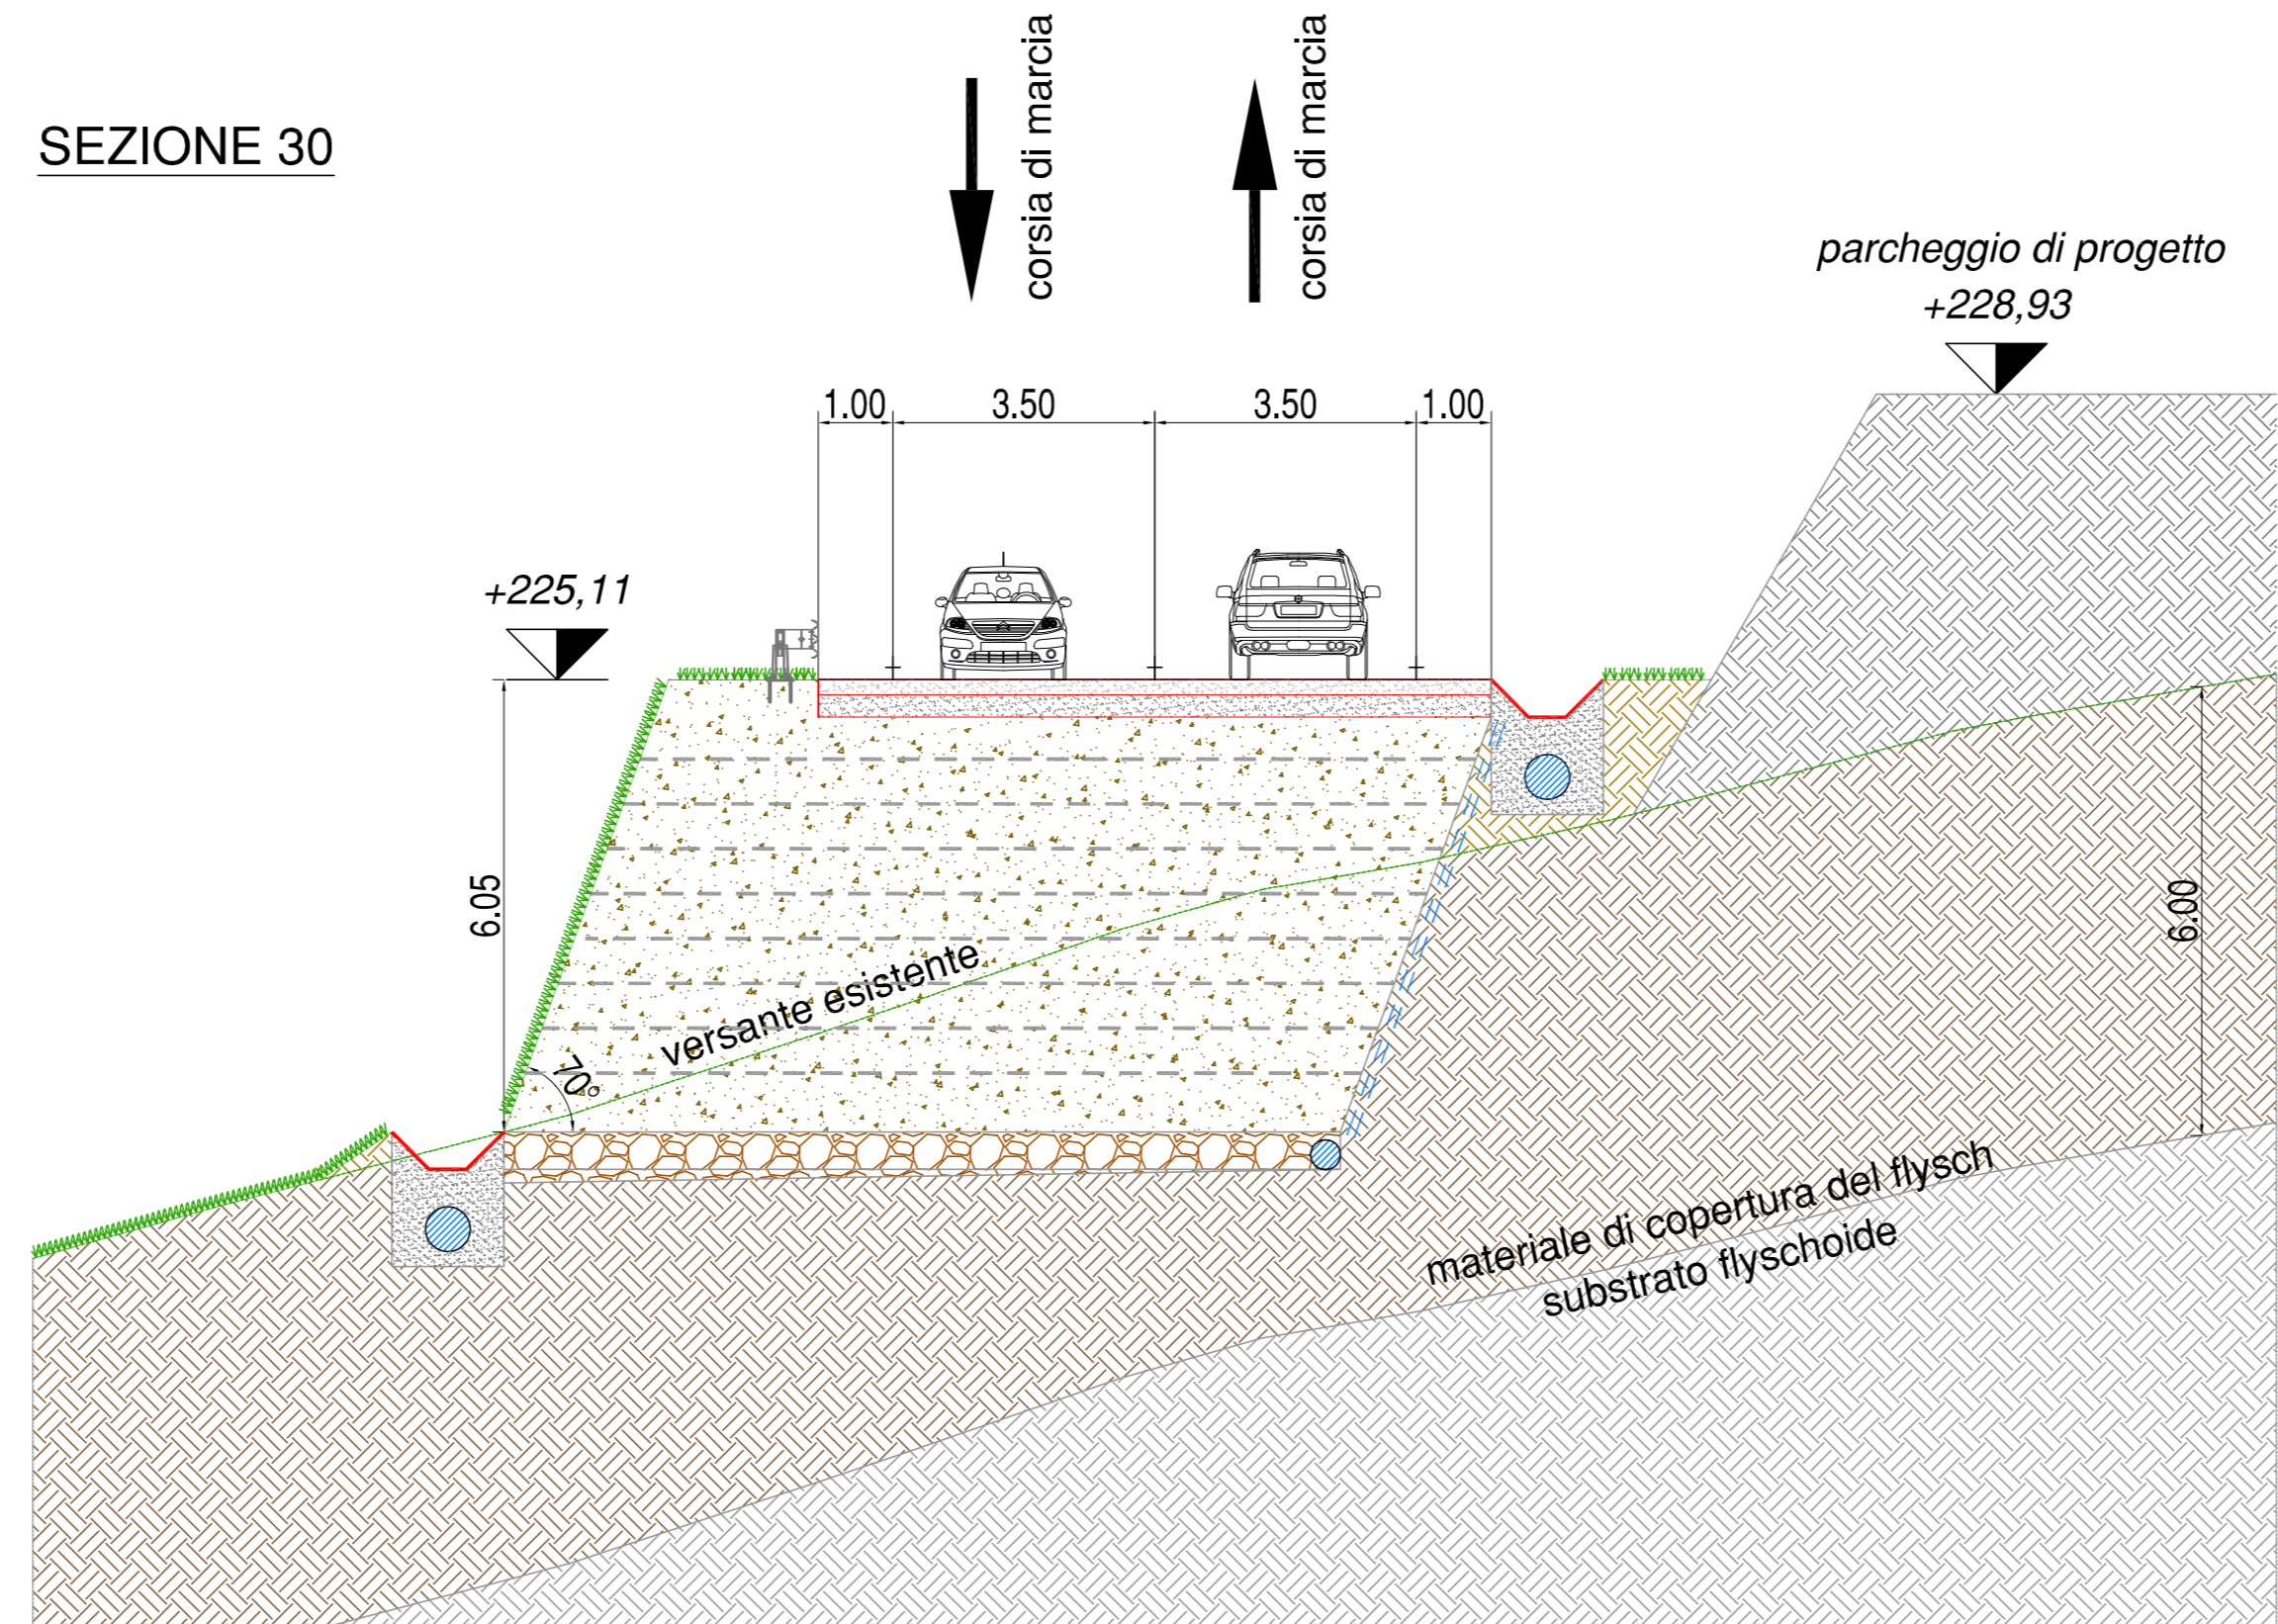 SEZIONE 30
corsia di marcia
corsia di marcia
parcheggio di progetto
+228,93
1.00
3.50
3.50
1.00
+225,11
6.05
6.00
versante esistente
70°
materiale di copertura del flysch
substrato flyschoide